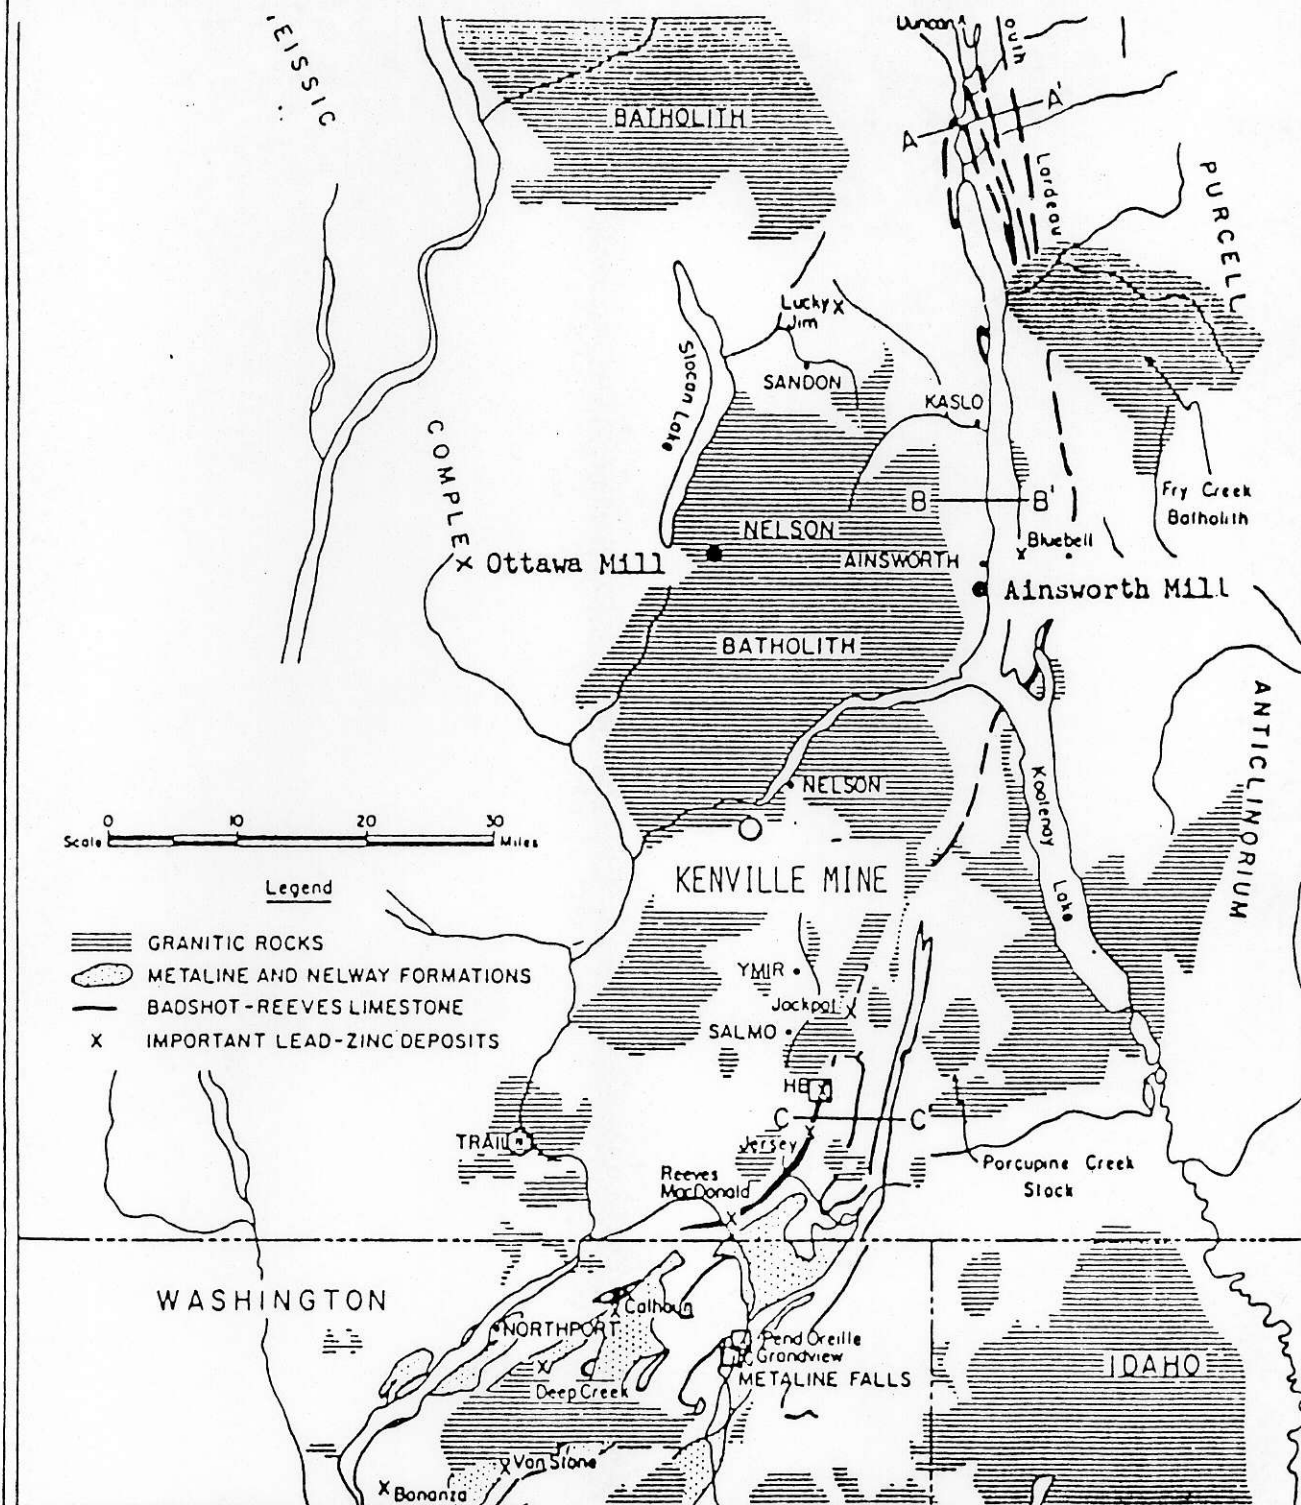 EISSIC
Duncan
BATHOLITH
A
A'
Lardeau
PURCELL
Lucky
Jim
Slocan Lake
SANDON
KASLO
COMPLEX
B
B'
Fry Creek
Batholith
NELSON
Bluebell
Ottawa Mill
AINSWORTH
Ainsworth Mill
BATHOLITH
ANTICLINORIUM
Kootenay
Lake
NELSON
0 10 20 30
Scale
Miles
KENVILLE MINE
Legend
GRANITIC ROCKS
METALINE AND NELWAY FORMATIONS
BADSHOT-REEVES LIMESTONE
X IMPORTANT LEAD-ZINC DEPOSITS
YMIR
Jackpot
SALMO
HB
C
C'
TRAIL
Jersey
Reeves
MacDonald
Porcupine Creek
Stock
WASHINGTON
Calhoun
NORTHPORT
Pend Oreille
Grandview
METALINE FALLS
IDAHO
Deep Creek
Van Stone
Bonanza